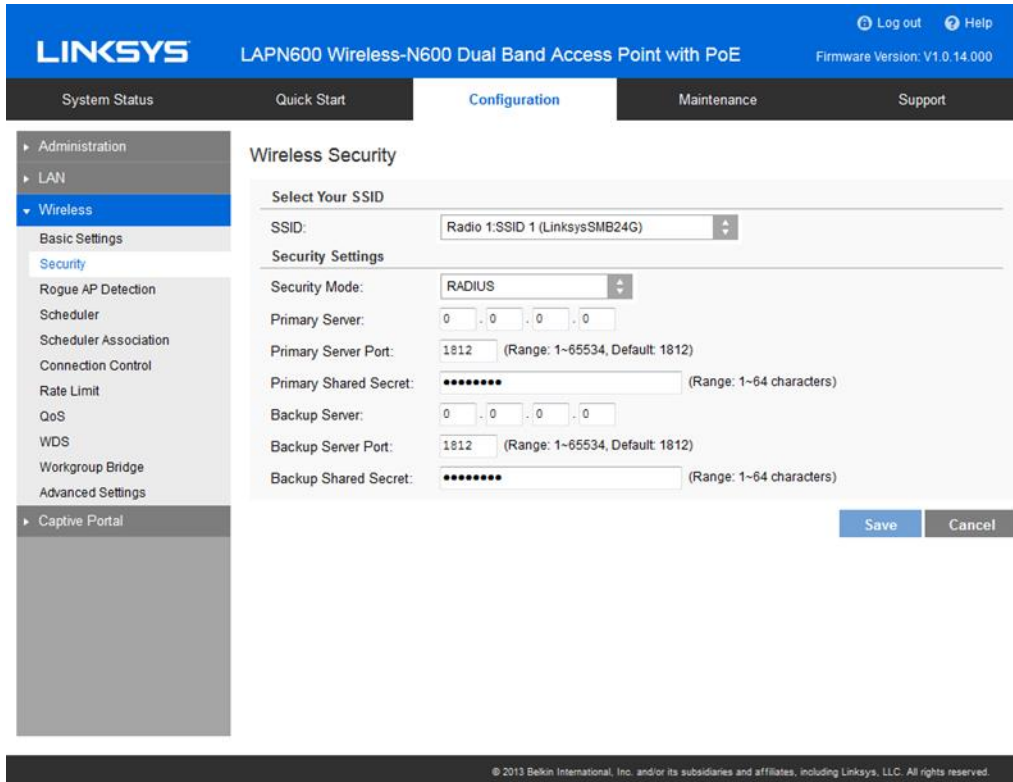 Log out Help
LINKSYS LAPN600 Wireless-N600 Dual Band Access Point with PoE Firmware Version: V1.0.14.000
System Status Quick Start Configuration Maintenance Support
Administration
LAN
Wireless
Basic Settings
Security
Rogue AP Detection
Scheduler
Scheduler Association
Connection Control
Rate Limit
QoS
WDS
Workgroup Bridge
Advanced Settings
Captive Portal
Wireless Security
Select Your SSID
SSID: Radio 1:SSID 1 (LinksysSMB24G)
Security Settings
Security Mode: RADIUS
Primary Server: 0 . 0 . 0 . 0
Primary Server Port: 1812 (Range: 1~65534, Default: 1812)
Primary Shared Secret: •••••••• (Range: 1~64 characters)
Backup Server: 0 . 0 . 0 . 0
Backup Server Port: 1812 (Range: 1~65534, Default: 1812)
Backup Shared Secret: •••••••• (Range: 1~64 characters)
Save Cancel
© 2013 Belkin International, Inc. and/or its subsidiaries and affiliates, including Linksys, LLC. All rights reserved.